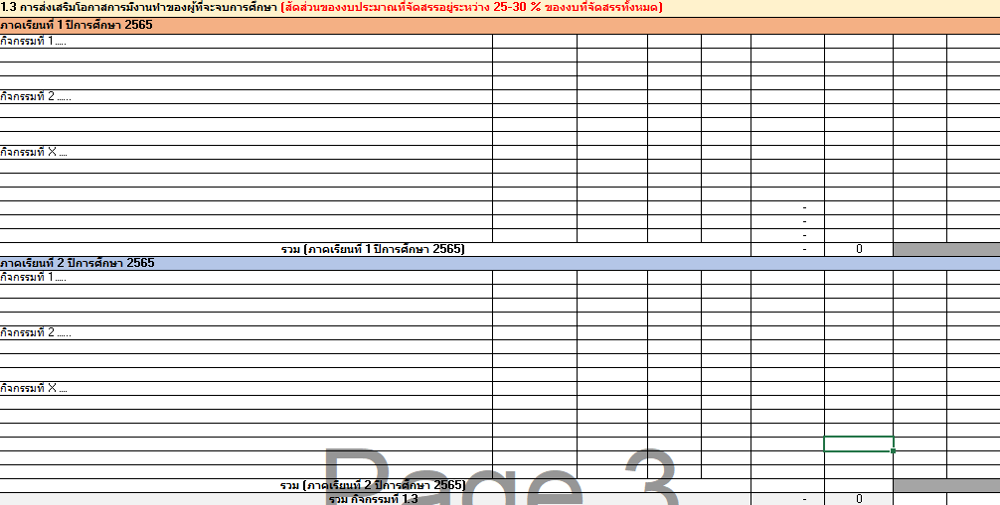 1.3 การส่งเสริมโอกาสการมีงานทำของผู้ที่จะจบการศึกษา (สัดส่วนของงบประมาณที่จัดสรรอยู่ระหว่าง 25-30 % ของงบที่จัดสรรทั้งหมด)
ภาคเรียนที่ 1 ปีการศึกษา 2565
กิจกรรมที่ 1.....
กิจกรรมที่ 2 ......
กิจกรรมที่ X ....
-
-
-
รวม (ภาคเรียนที่ 1 ปีการศึกษา 2565) - 0
ภาคเรียนที่ 2 ปีการศึกษา 2565
กิจกรรมที่ 1.....
กิจกรรมที่ 2 ......
กิจกรรมที่ X ....
Page 3
รวม (ภาคเรียนที่ 2 ปีการศึกษา 2565)
รวม กิจกรรมที่ 1.3 - 0